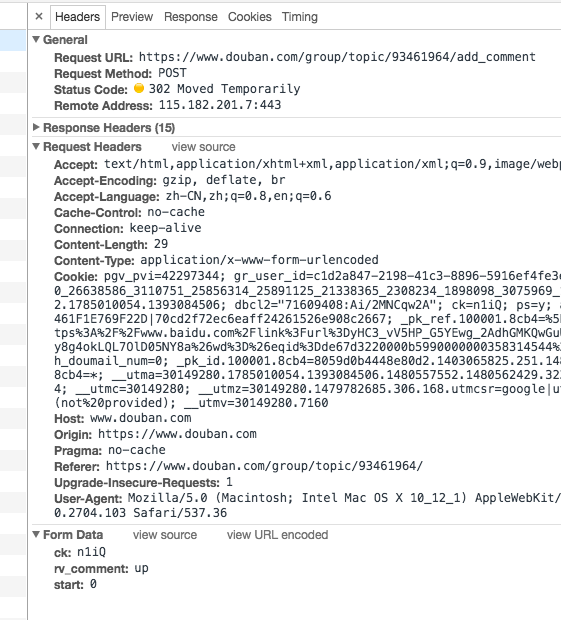 × Headers Preview Response Cookies Timing
▼ General
Request URL: https://www.douban.com/group/topic/93461964/add_comment
Request Method: POST
Status Code: 302 Moved Temporarily
Remote Address: 115.182.201.7:443
▶ Response Headers (15)
▼ Request Headers view source
Accept: text/html,application/xhtml+xml,application/xml;q=0.9,image/webp
Accept-Encoding: gzip, deflate, br
Accept-Language: zh-CN,zh;q=0.8,en;q=0.6
Cache-Control: no-cache
Connection: keep-alive
Content-Length: 29
Content-Type: application/x-www-form-urlencoded
Cookie: pgv_pvi=42297344; gr_user_id=c1d2a847-2198-41c3-8896-5916ef4fe3
0_26638586_3110751_25856314_25891125_21338365_2308234_1898098_3075969_
2.1785010054.1393084506; dbcl2="71609408:Ai/2MNCqw2A"; ck=n1iQ; ps=y; a
461F1E769F22D|70cd2f72ec6eaff24261526e908c2667; _pk_ref.100001.8cb4=%5
tps%3A%2F%2Fwww.baidu.com%2Flink%3Furl%3DyHC3_vV5HP_G5YEwg_2AdhGMKQwGu
y8g4okLQL7OlD05NY8a%26wd%3D%26eqid%3Dde67d3220000b59900000000358314544%
h_doumail_num=0; _pk_id.100001.8cb4=8059d0b4448e80d2.1403065825.251.14
8cb4=*; __utma=30149280.1785010054.1393084506.1480557552.1480562429.32
4; __utmc=30149280; __utmz=30149280.1479782685.306.168.utmcsr=google|ut
(not%20provided); __utmv=30149280.7160
Host: www.douban.com
Origin: https://www.douban.com
Pragma: no-cache
Referer: https://www.douban.com/group/topic/93461964/
Upgrade-Insecure-Requests: 1
User-Agent: Mozilla/5.0 (Macintosh; Intel Mac OS X 10_12_1) AppleWebKit/
0.2704.103 Safari/537.36
▼ Form Data view source view URL encoded
ck: n1iQ
rv_comment: up
start: 0